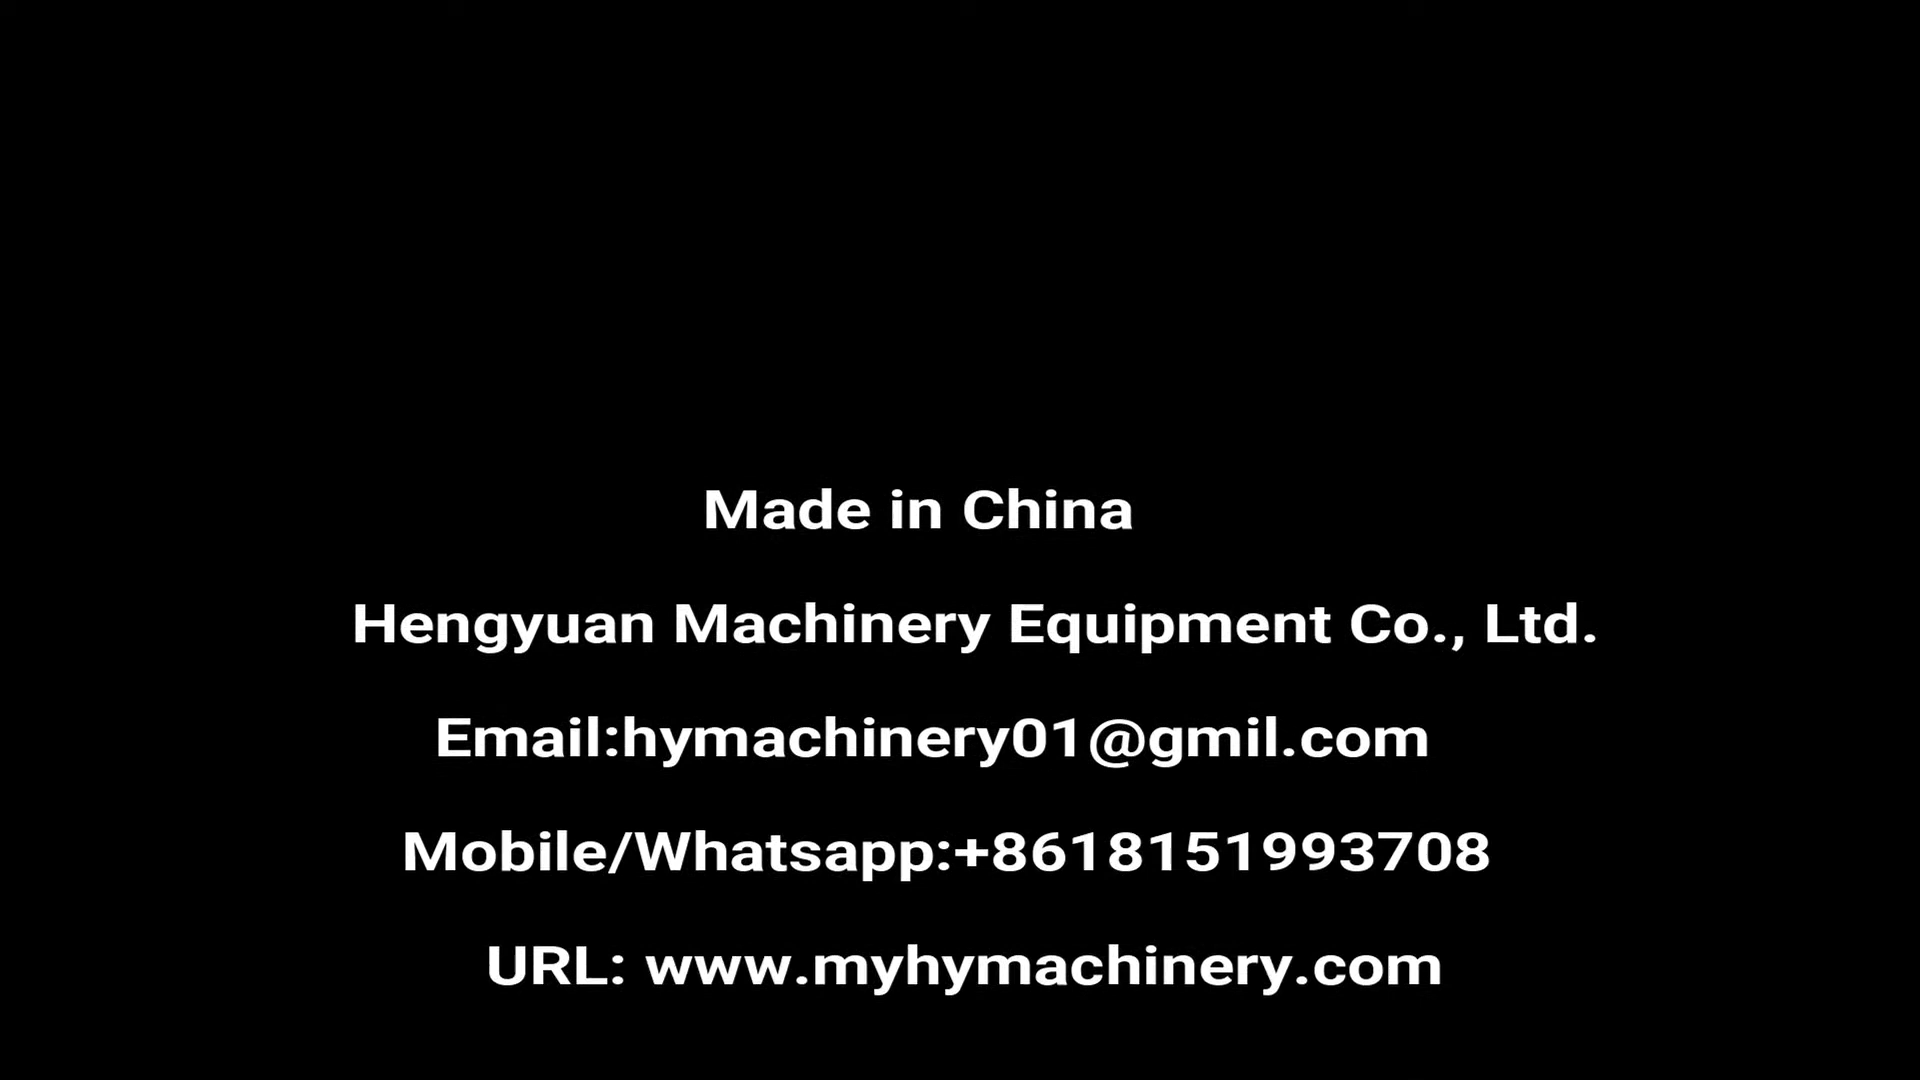 Made in China
Hengyuan Machinery Equipment Co., Ltd.
Email:hymachinery01@gmil.com
Mobile/Whatsapp:+8618151993708
URL: www.myhymachinery.com